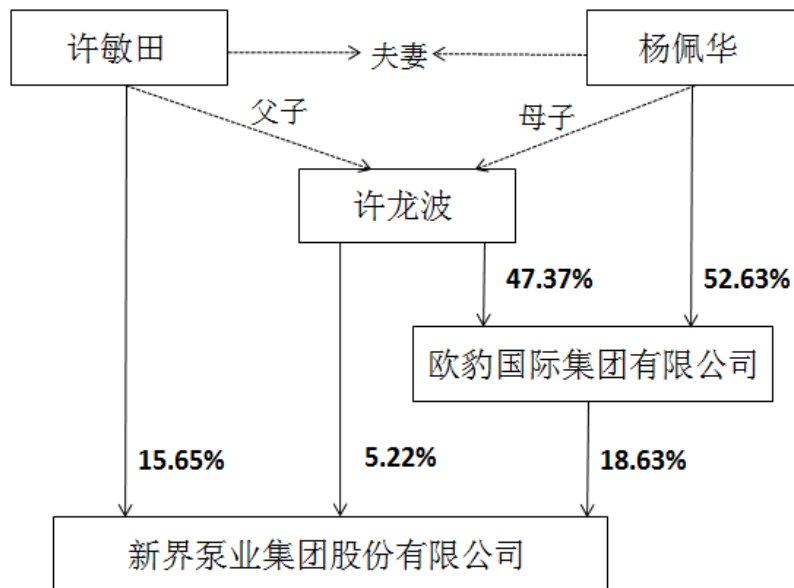 许敏田
夫妻
杨佩华
父子
母子
许龙波
47.37%
52.63%
欧豹国际集团有限公司
15.65%
5.22%
18.63%
新界泵业集团股份有限公司